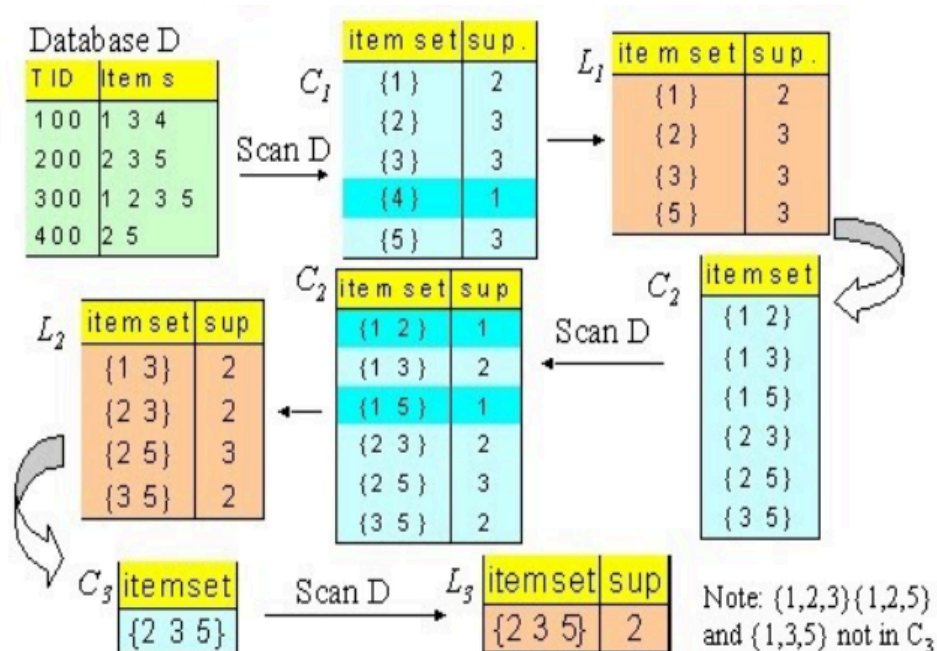 Database D
TID Items
100 1 3 4
200 2 3 5
300 1 2 3 5
400 2 5
Scan D
C1
itemset sup.
{1} 2
{2} 3
{3} 3
{4} 1
{5} 3
L1
itemset sup.
{1} 2
{2} 3
{3} 3
{5} 3
C2
itemset
{1 2}
{1 3}
{1 5}
{2 3}
{2 5}
{3 5}
Scan D
C2
itemset sup
{1 2} 1
{1 3} 2
{1 5} 1
{2 3} 2
{2 5} 3
{3 5} 2
L2
itemset sup
{1 3} 2
{2 3} 2
{2 5} 3
{3 5} 2
C3
itemset
{2 3 5}
Scan D
L3
itemset sup
{2 3 5} 2
Note: {1,2,3}{1,2,5}
and {1,3,5} not in C3